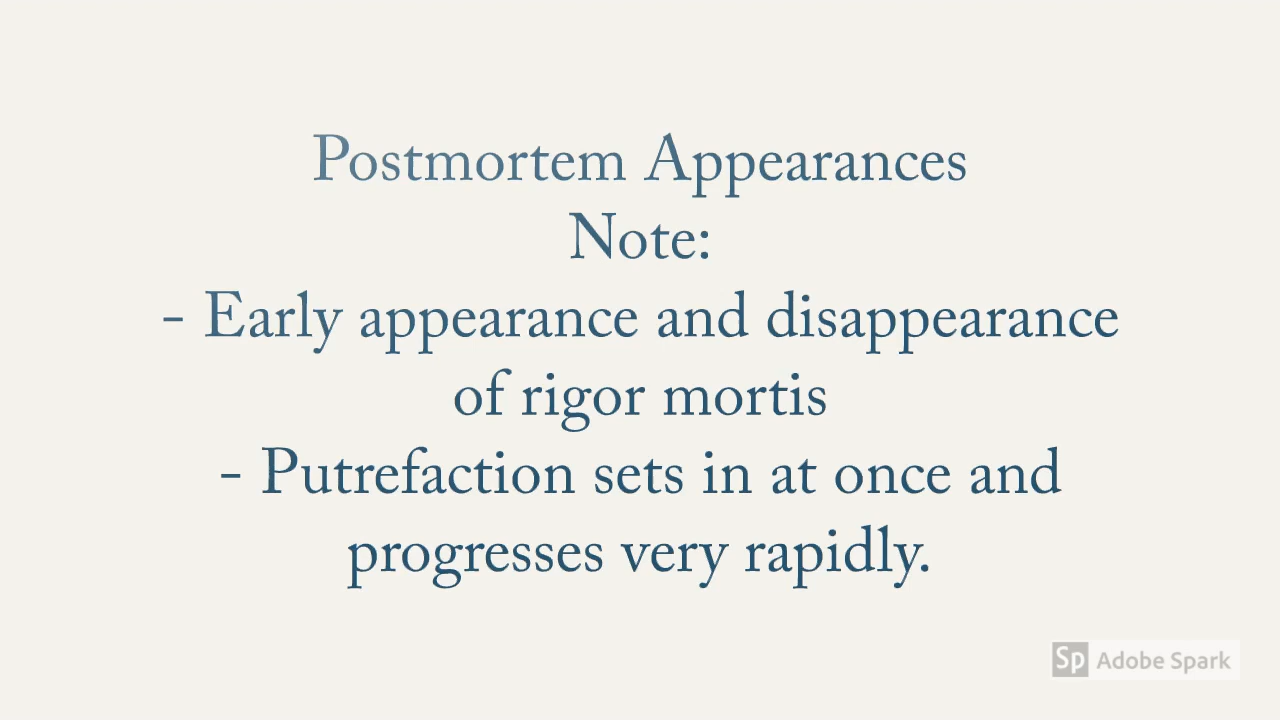 Postmortem Appearances
Note:
- Early appearance and disappearance
of rigor mortis
- Putrefaction sets in at once and
progresses very rapidly.
Sp Adobe Spark